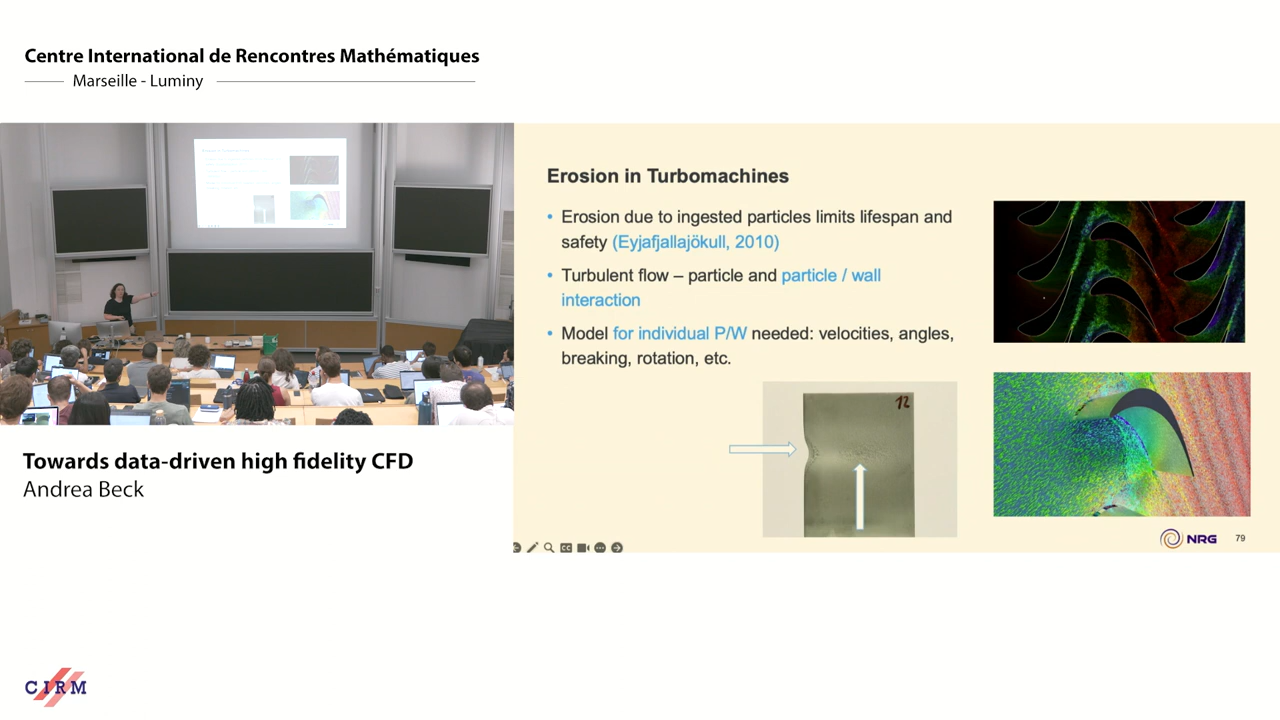 Centre International de Rencontres Mathématiques
Marseille - Luminy
Erosion in Turbomachines
• Erosion due to ingested particles limits lifespan and
safety (Eyjafjallajökull, 2010)
• Turbulent flow – particle and particle / wall
interaction
• Model for individual P/W needed: velocities, angles,
breaking, rotation, etc.
12
NRG
79
Towards data-driven high fidelity CFD
Andrea Beck
CIRM